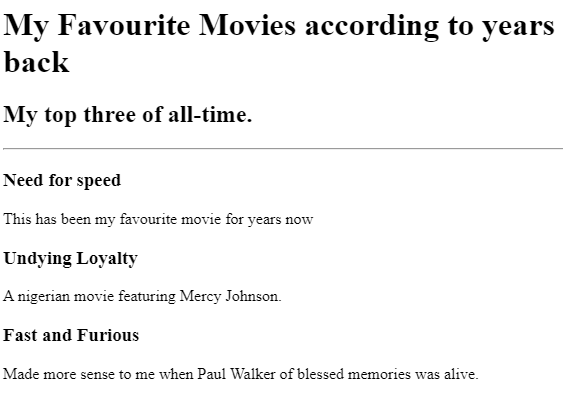 My Favourite Movies according to years
back
My top three of all-time.
Need for speed
This has been my favourite movie for years now
Undying Loyalty
A nigerian movie featuring Mercy Johnson.
Fast and Furious
Made more sense to me when Paul Walker of blessed memories was alive.